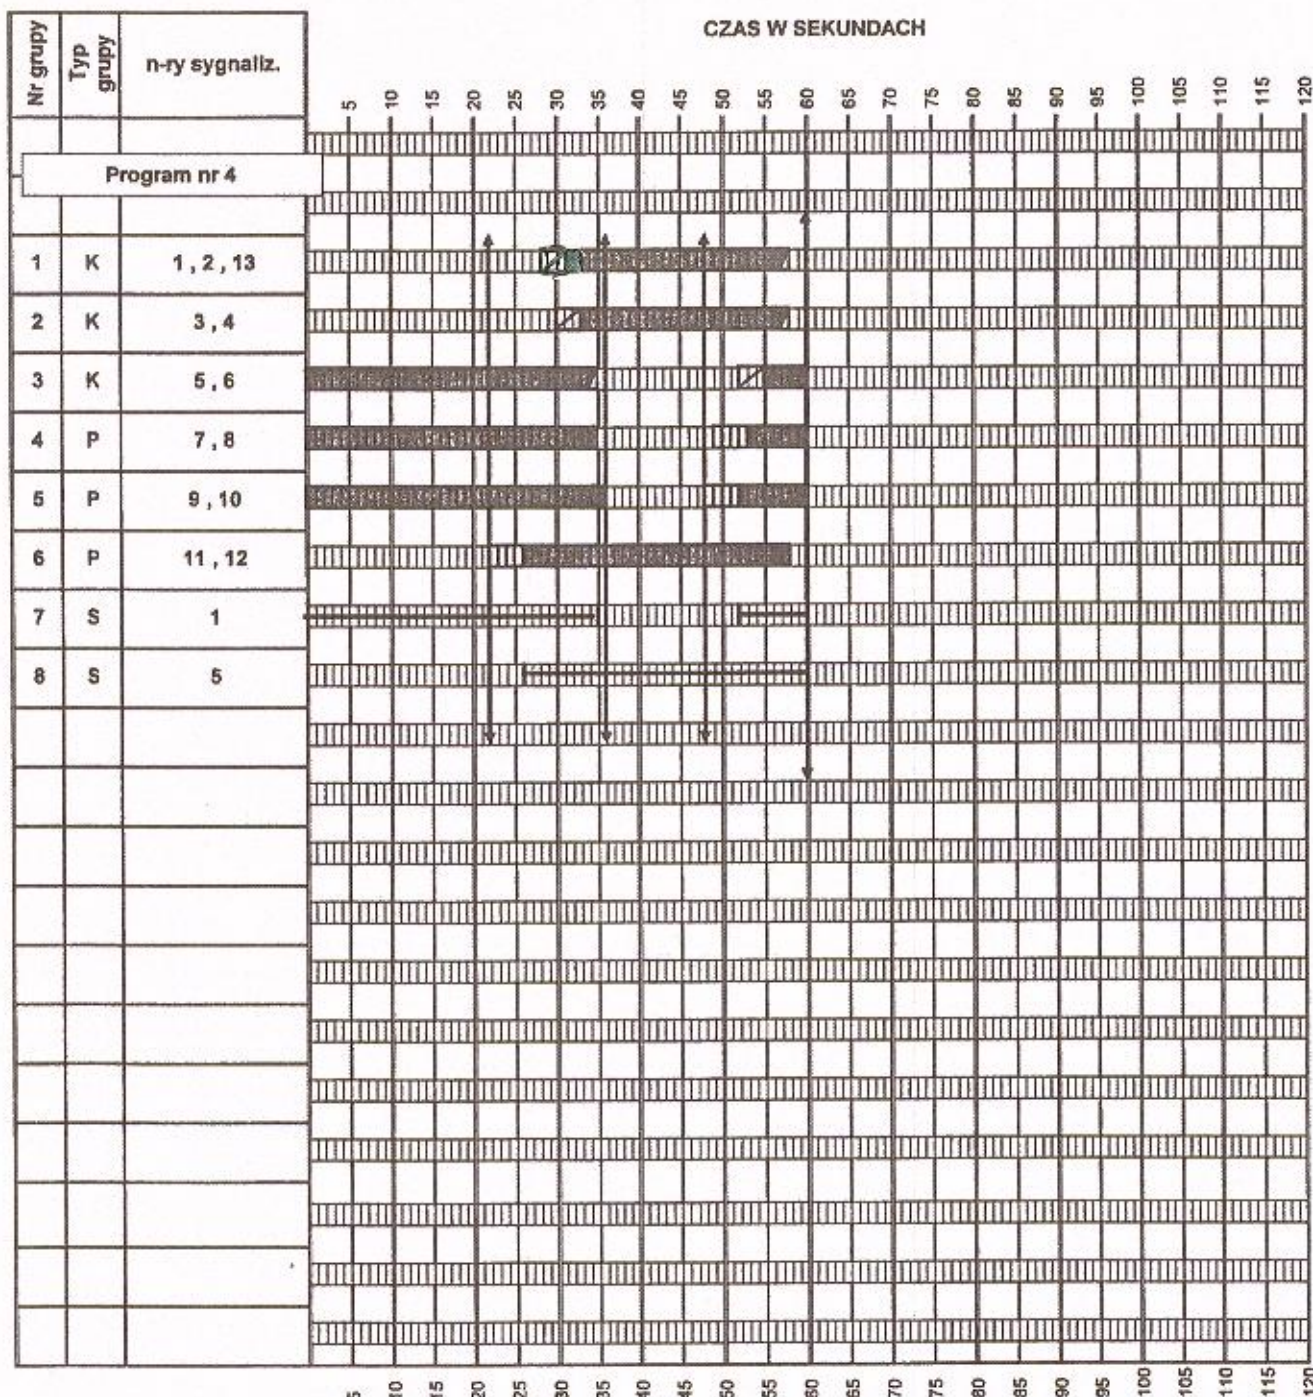 CZAS W SEKUNDACH
Nr grupy Typ grupy n-ry sygnaliz.
5 10 15 20 25 30 35 40 45 50 55 60 65 70 75 80 85 90 95 100 105 110 115 120
Program nr 4
1 K 1 , 2 , 13
2 K 3 , 4
3 K 5 , 6
4 P 7 , 8
5 P 9 , 10
6 P 11 , 12
7 S 1
8 S 5
5 10 15 20 25 30 35 40 45 50 55 60 65 70 75 80 85 90 95 100 105 110 115 120